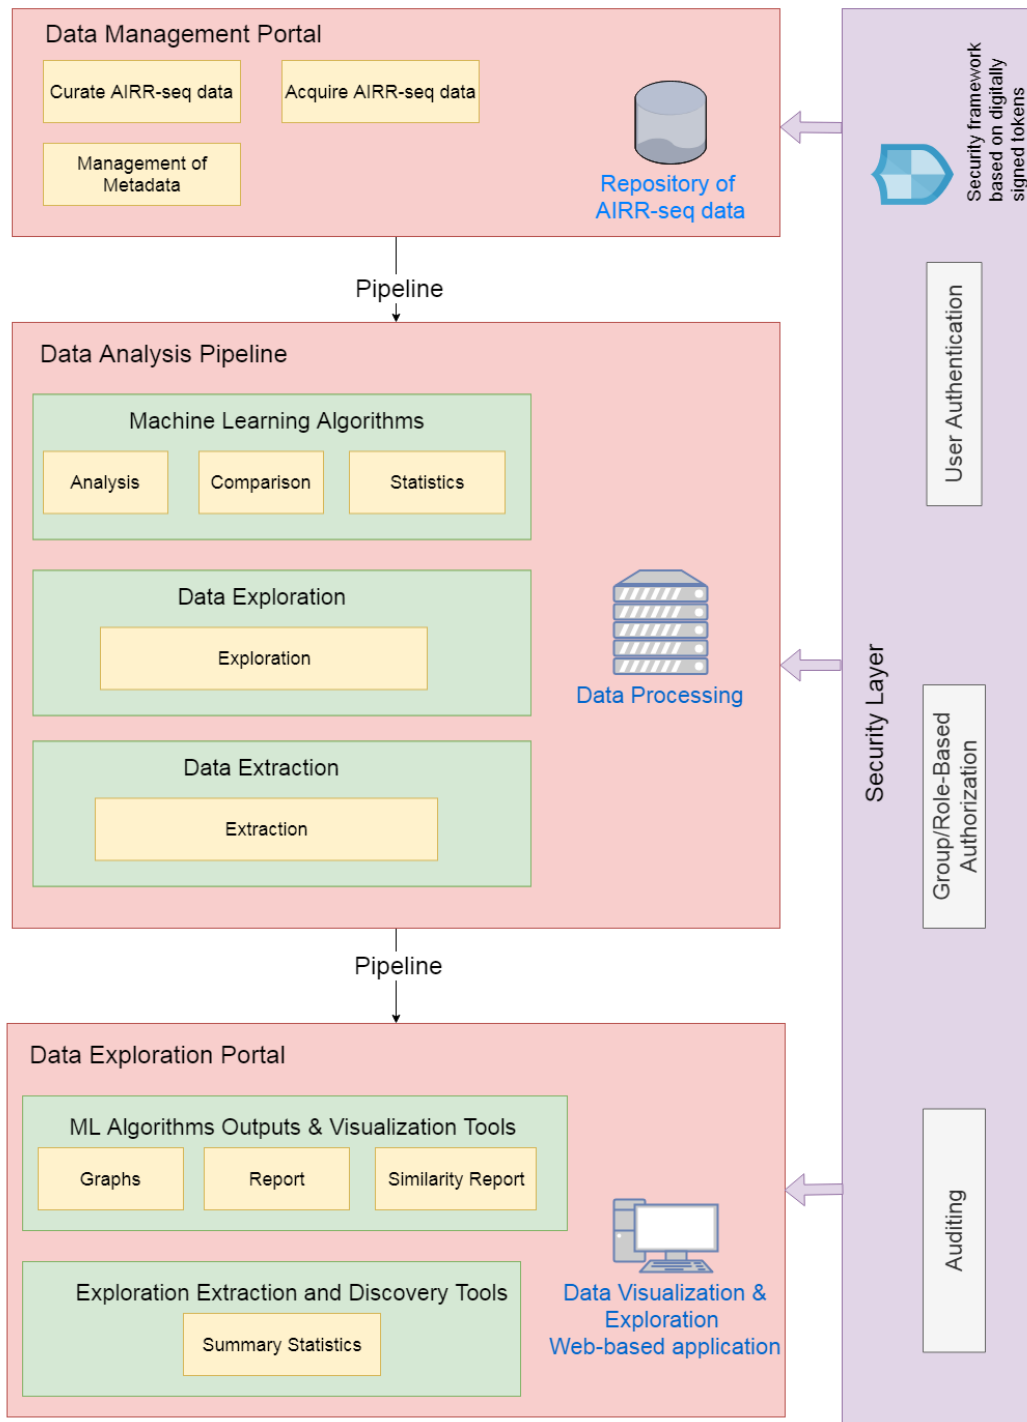 Data Management Portal
Curate AIRR-seq data
Acquire AIRR-seq data
Management of
Metadata
Repository of
AIRR-seq data
Pipeline
Data Analysis Pipeline
Machine Learning Algorithms
Analysis
Comparison
Statistics
Data Exploration
Exploration
Data Processing
Data Extraction
Extraction
Pipeline
Data Exploration Portal
ML Algorithms Outputs & Visualization Tools
Graphs
Report
Similarity Report
Exploration Extraction and Discovery Tools
Summary Statistics
Data Visualization &
Exploration
Web-based application
Security Layer
Security framework
based on digitally
signed tokens
User Authentication
Group/Role-Based
Authorization
Auditing